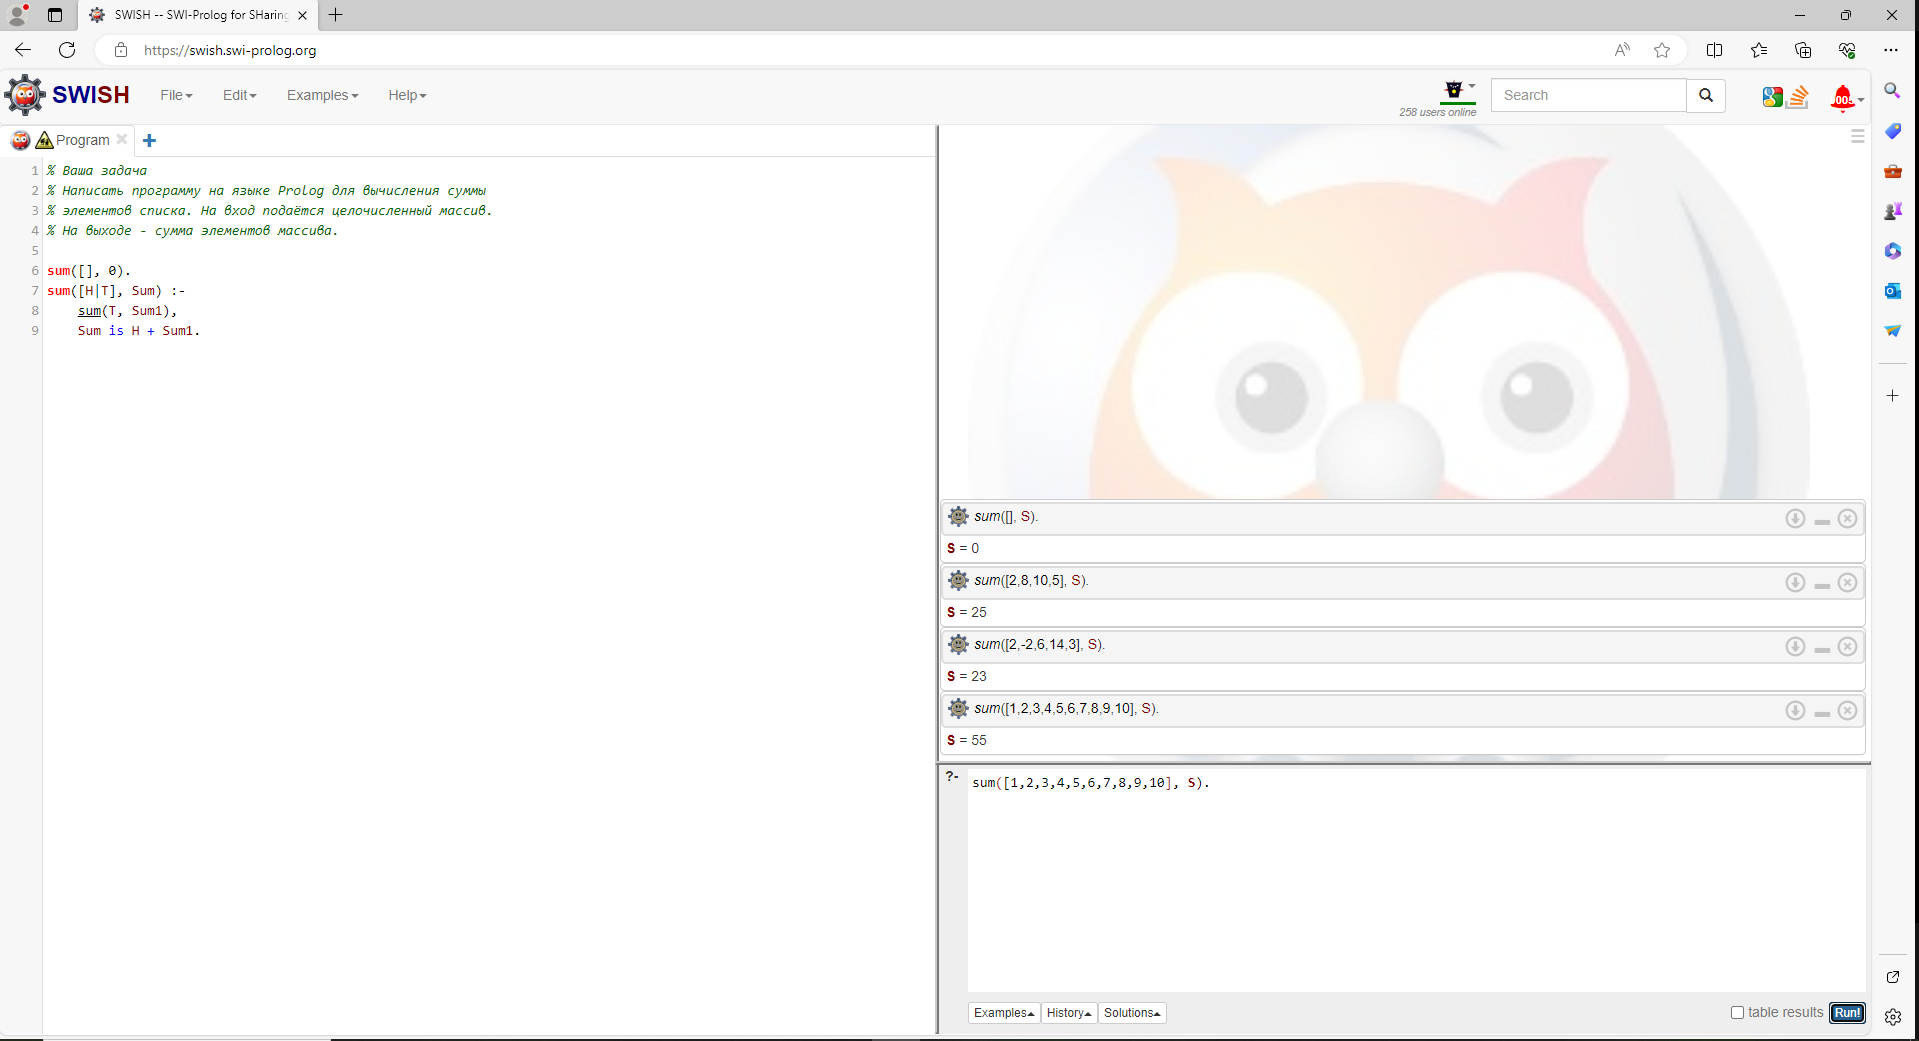 SWISH -- SWI-Prolog for SHaring
https://swish.swi-prolog.org
SWISH
File
Edit
Examples
Help
258 users online
Search
Program
1 % Ваша задача
2 % Написать программу на языке Prolog для вычисления суммы
3 % элементов списка. На вход подаётся целочисленный массив.
4 % На выходе - сумма элементов массива.
5
6 sum([], 0).
7 sum([H|T], Sum) :-
8 sum(T, Sum1),
9 Sum is H + Sum1.
sum([], S).
S = 0
sum([2,8,10,5], S).
S = 25
sum([2,-2,6,14,3], S).
S = 23
sum([1,2,3,4,5,6,7,8,9,10], S).
S = 55
?- sum([1,2,3,4,5,6,7,8,9,10], S).
Examples
History
Solutions
table results
Run!